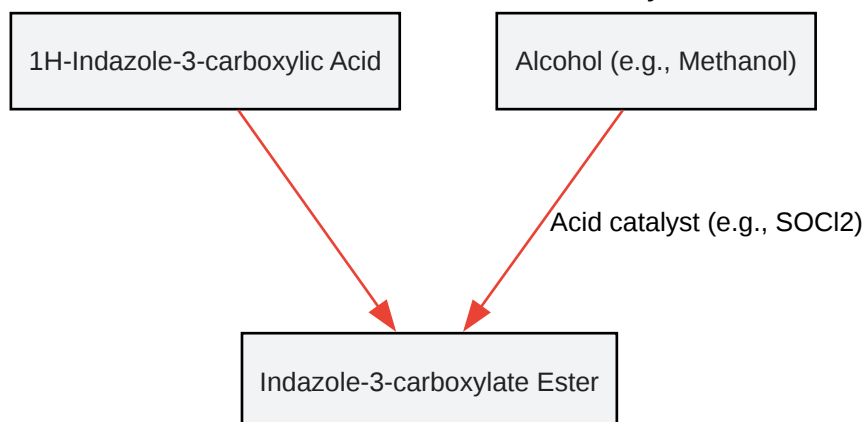 1H-Indazole-3-carboxylic Acid
Alcohol (e.g., Methanol)
Acid catalyst (e.g., SOCl2)
Indazole-3-carboxylate Ester